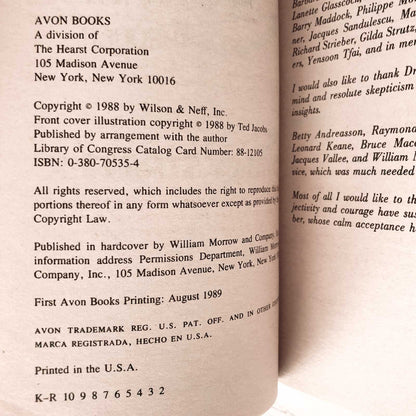 AVON BOOKS
A division of
The Hearst Corporation
105 Madison Avenue
New York, New York 10016
Copyright © 1988 by Wilson & Neff, Inc.
Front cover illustration copyright © 1988 by Ted Jacobs
Published by arrangement with the author
Library of Congress Catalog Card Number: 88-12105
ISBN: 0-380-70535-4
All rights reserved, which includes the right to reproduce this
portions thereof in any form whatsoever except as provided by
Copyright Law.
Published in hardcover by William Morrow and Company,
information address Permissions Department, William
Company, Inc., 105 Madison Avenue, New York, New
First Avon Books Printing: August 1989
AVON TRADEMARK REG. U.S. PAT. OFF. AND IN OTHER
MARCA REGISTRADA, HECHO EN U.S.A.
Printed in the U.S.A.
K–R 10 9 8 7 6 5 4 3 2
Lanette Glasscock,
Barry Maddock, Philippe
ner, Jacques Sandulescu,
Richard Strieber, Gilda Strutz,
ers, Yensoon Tfai, and in
I would also like to thank
mind and resolute skepticism
insights.
Betty Andreasson, Raymond
Leonard Keane, Bruce
Jacques Vallee, and William
vice, which was much needed
Most of all I would like to
jectivity and courage have
ber, whose calm acceptance